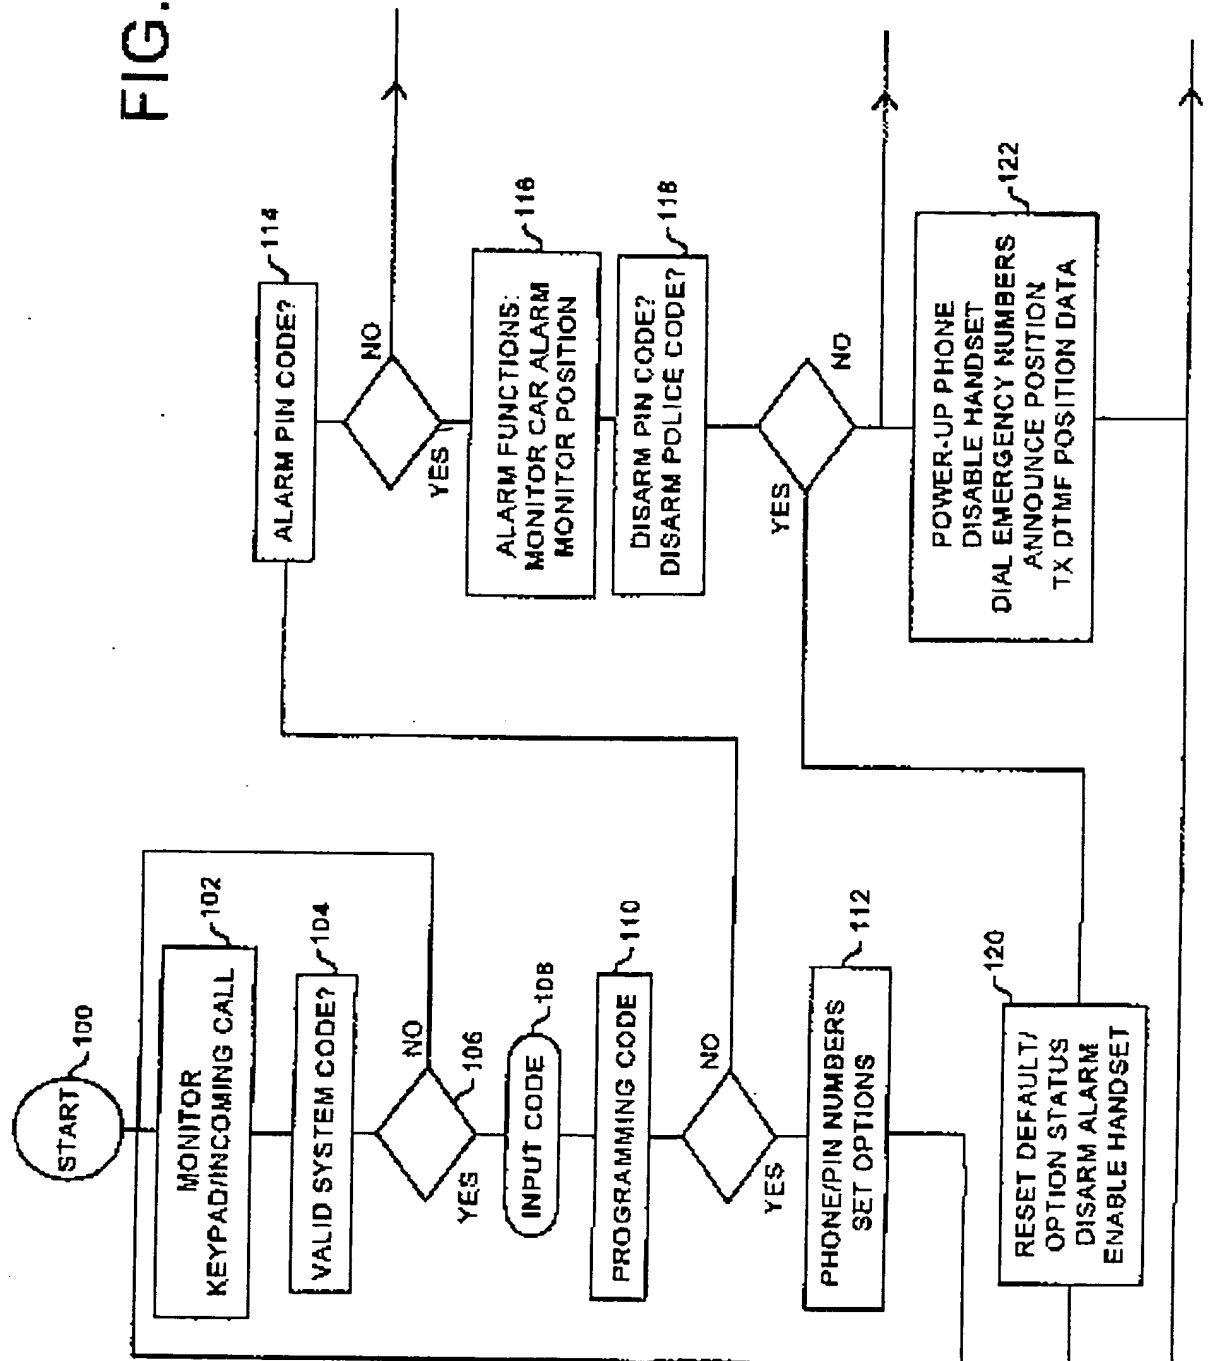 FIG.
START
100
MONITOR
KEYPAD/INCOMING CALL
102
VALID SYSTEM CODE?
104
NO
106
YES
INPUT CODE
108
PROGRAMMING CODE
110
NO
YES
PHONE/PIN NUMBERS
SET OPTIONS
112
RESET DEFAULT/
OPTION STATUS
DISARM ALARM
ENABLE HANDSET
120
ALARM PIN CODE?
114
NO
YES
ALARM FUNCTIONS:
MONITOR CAR ALARM
MONITOR POSITION
116
DISARM PIN CODE?
DISARM POLICE CODE?
118
YES
NO
POWER-UP PHONE
DISABLE HANDSET
DIAL EMERGENCY NUMBERS
ANNOUNCE POSITION
TX DTMF POSITION DATA
122